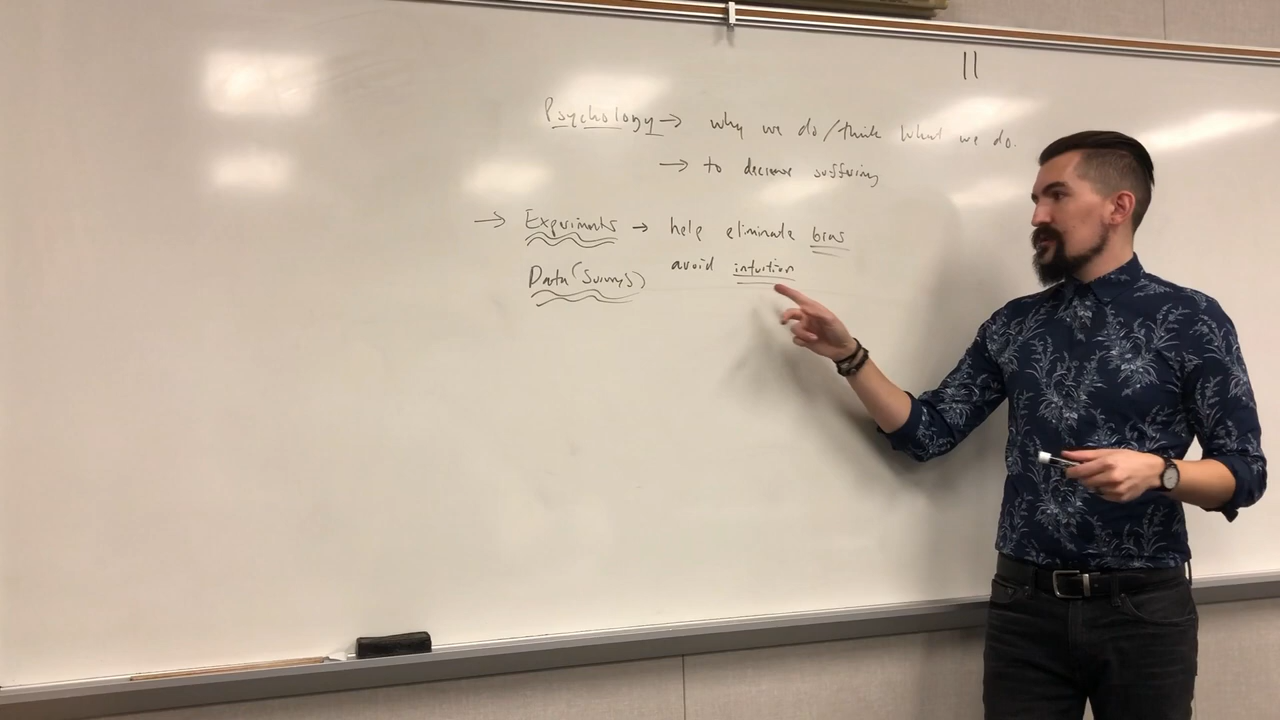 11
Psychology → why we do/think what we do.
→ to decrease suffering
→ Experiments → help eliminate bias
Data (Surveys) avoid intuition